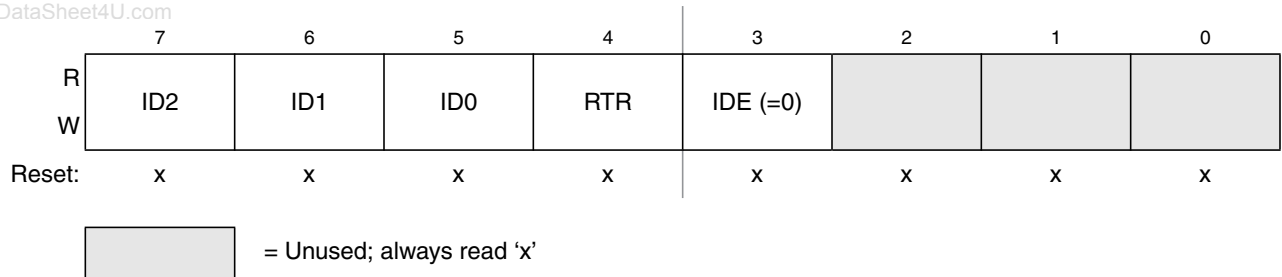 DataSheet4U.com
7 6 5 4 3 2 1 0
R
W
ID2 ID1 ID0 RTR IDE (=0)
Reset: x x x x x x x x
= Unused; always read ‘x’